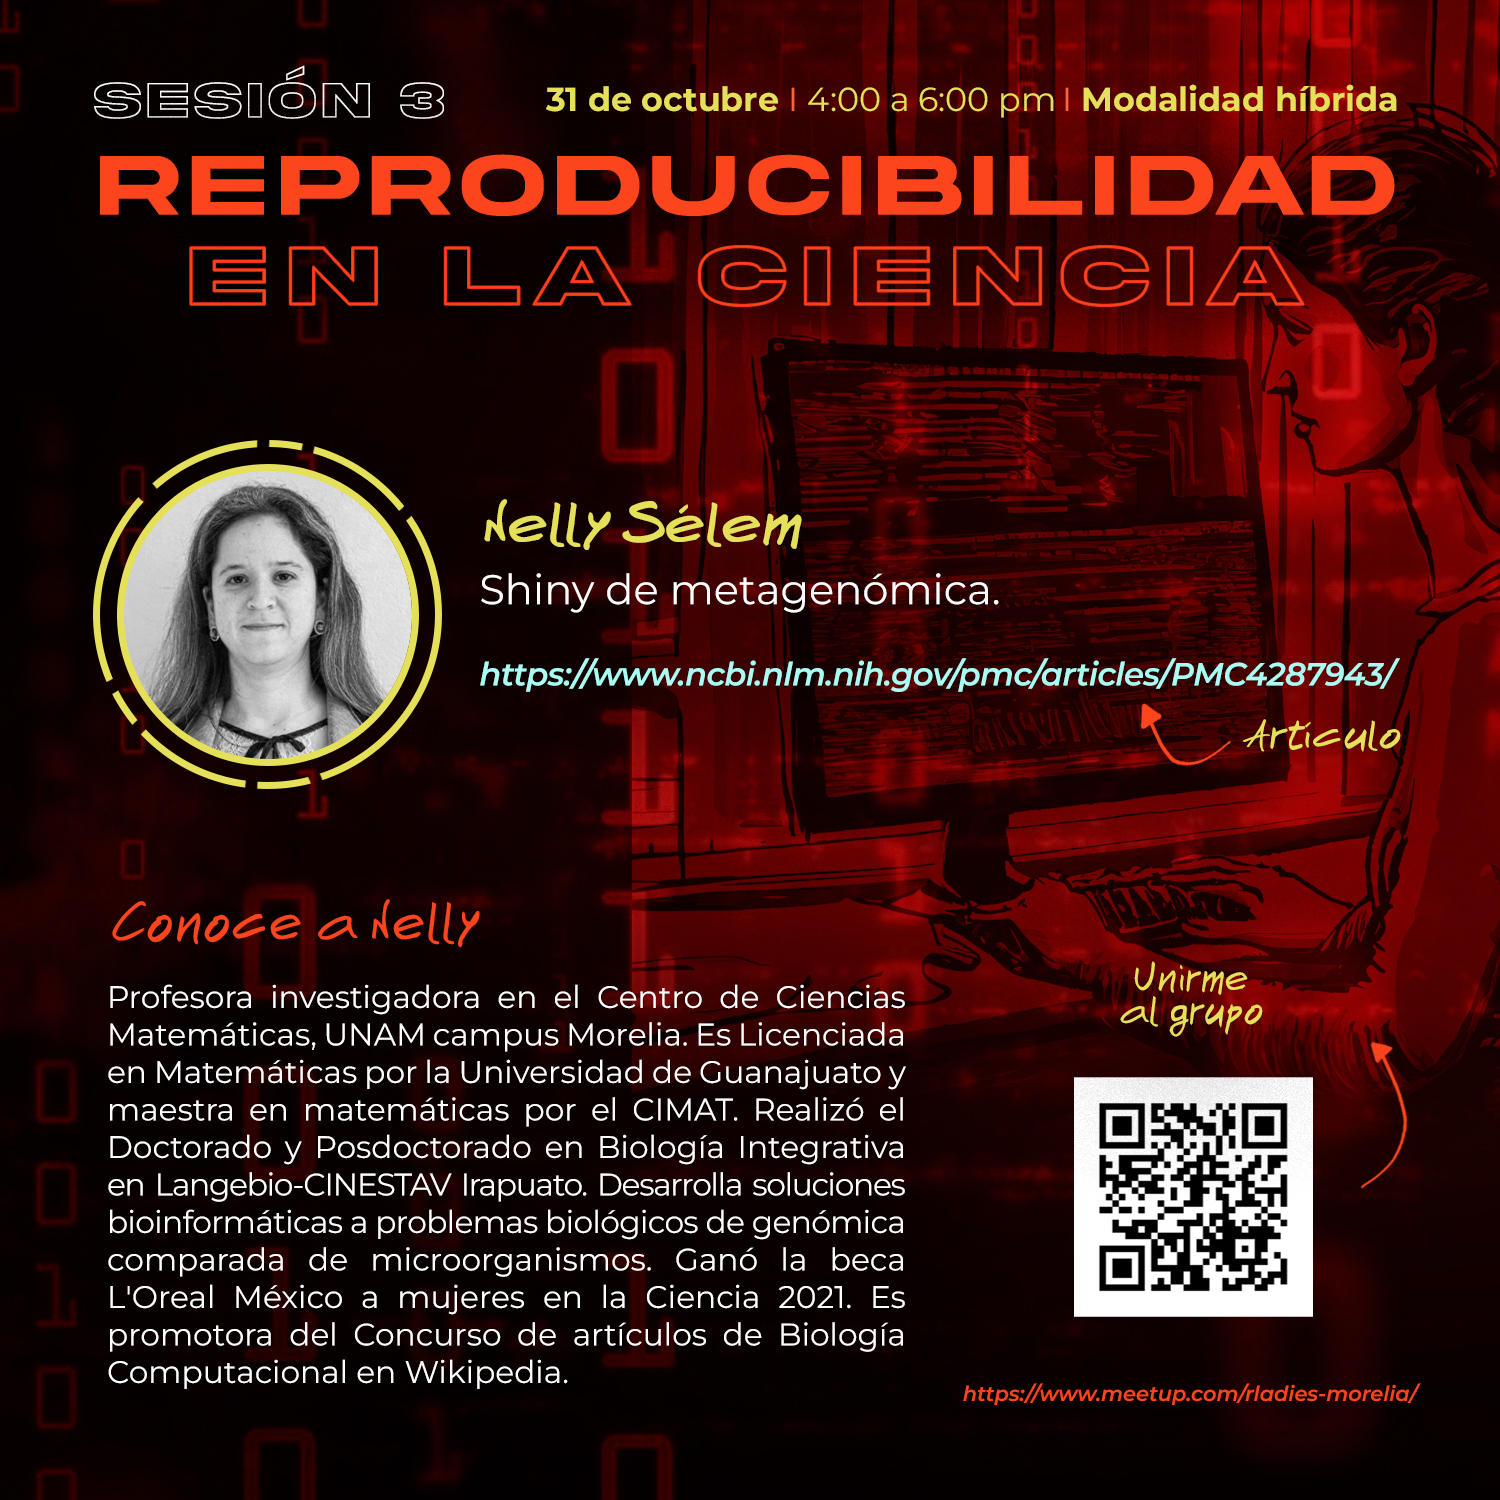 SESIÓN 3
31 de octubre | 4:00 a 6:00 pm | Modalidad híbrida
REPRODUCIBILIDAD
EN LA CIENCIA
Nelly Sélem
Shiny de metagenómica.
https://www.ncbi.nlm.nih.gov/pmc/articles/PMC4287943/
Artículo
Conoce a Nelly
Profesora investigadora en el Centro de Ciencias
Matemáticas, UNAM campus Morelia. Es Licenciada
en Matemáticas por la Universidad de Guanajuato y
maestra en matemáticas por el CIMAT. Realizó el
Doctorado y Posdoctorado en Biología Integrativa
en Langebio-CINESTAV Irapuato. Desarrolla soluciones
bioinformáticas a problemas biológicos de genómica
comparada de microorganismos. Ganó la beca
L'Oreal México a mujeres en la Ciencia 2021. Es
promotora del Concurso de artículos de Biología
Computacional en Wikipedia.
Unirme
al grupo
https://www.meetup.com/rladies-morelia/